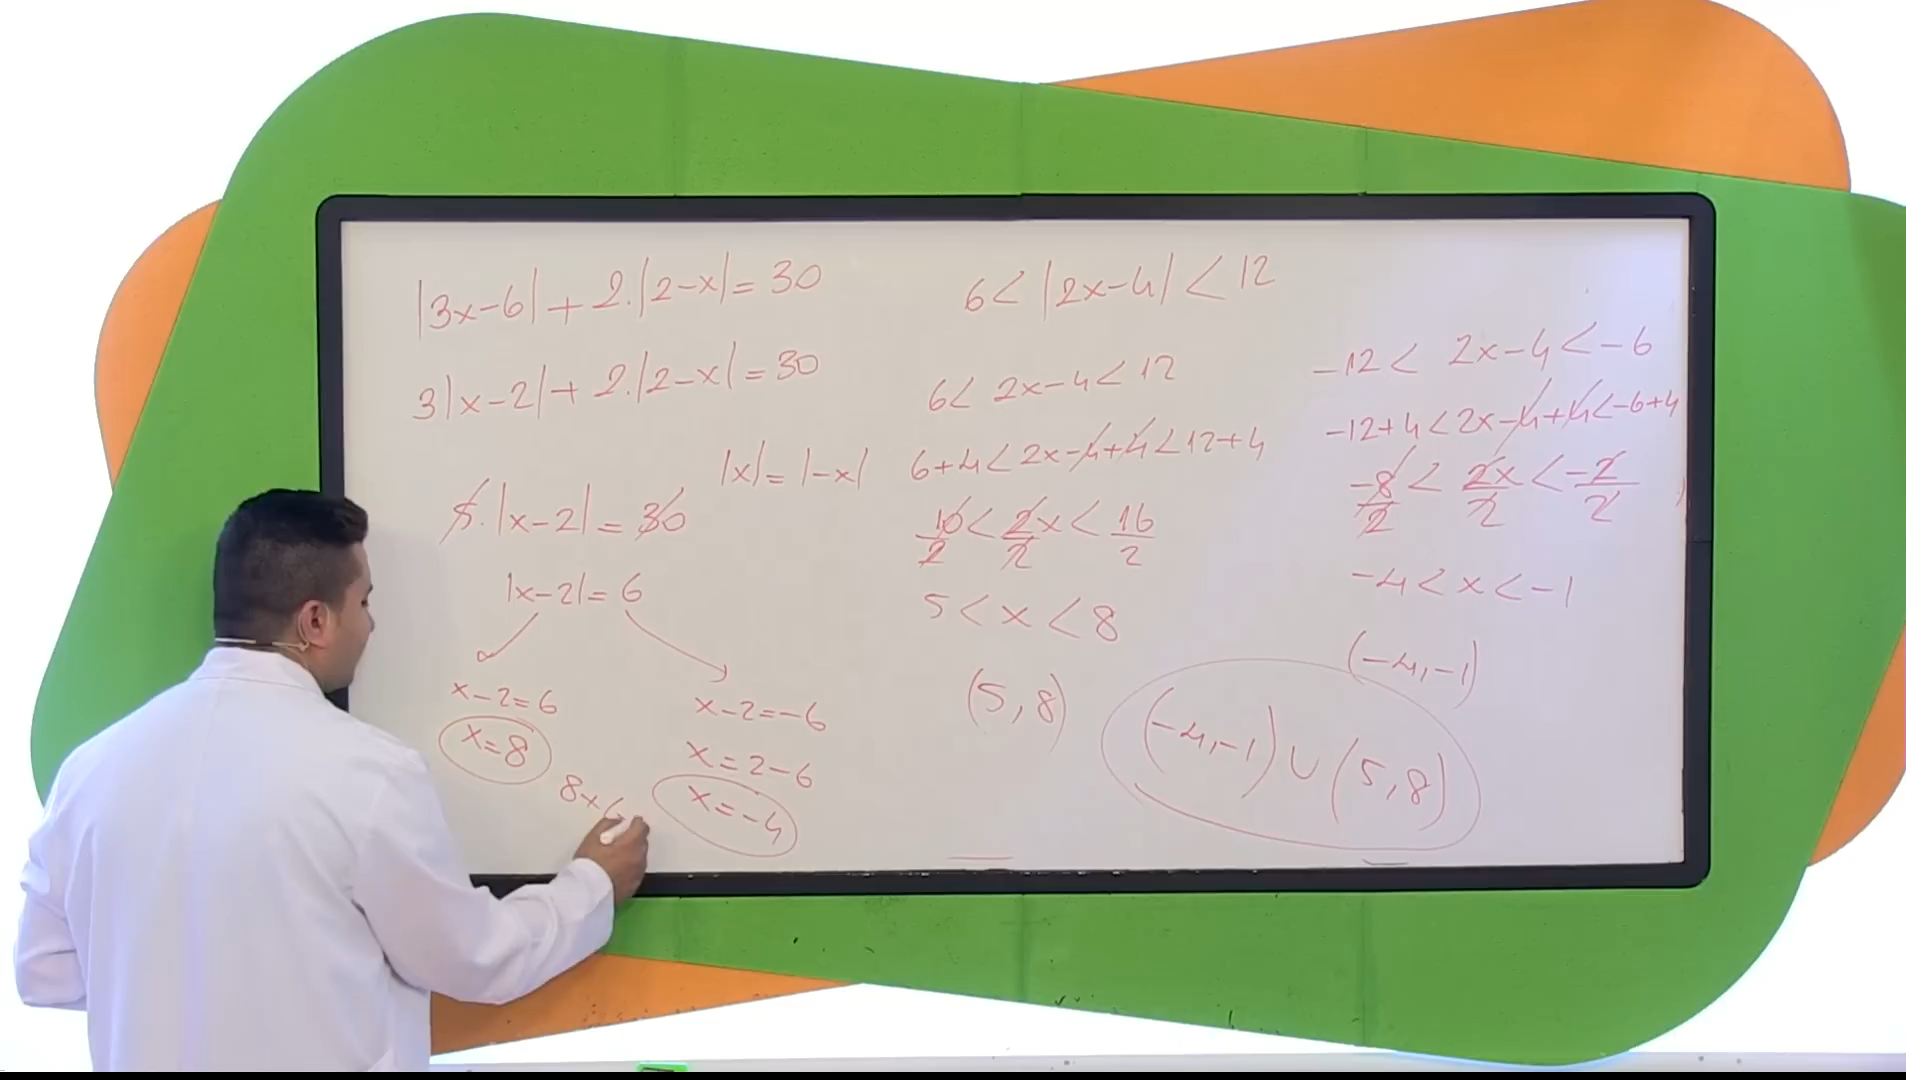 |3x-6| + 2.|2-x| = 30
3|x-2| + 2.|2-x| = 30
|x| = |-x|
5.|x-2| = 30
|x-2| = 6
x-2=6
x=8
x-2=-6
x=2-6
x=-4
8+(-
6 < |2x-4| < 12
6 < 2x-4 < 12
6+4 < 2x-4+4 < 12+4
10/2 < 2x/2 < 16/2
5 < x < 8
(5,8)
-12 < 2x-4 < -6
-12+4 < 2x-4+4 < -6+4
-8/2 < 2x/2 < -2/2
-4 < x < -1
(-4,-1)
(-4,-1) ∪ (5,8)